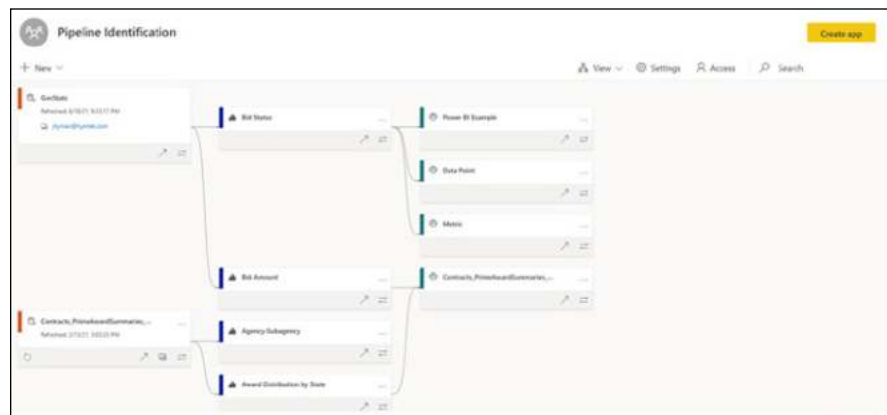 Pipeline Identification
Create app
New
View
Settings
Access
Search
GovStats
Bid Status
Power BI Example
Data Point
Metric
Bid Amount
Contracts_PrimeAwardSummaries_...
Contracts_PrimeAwardSummaries_...
Agency-Subagency
Award Distribution by State